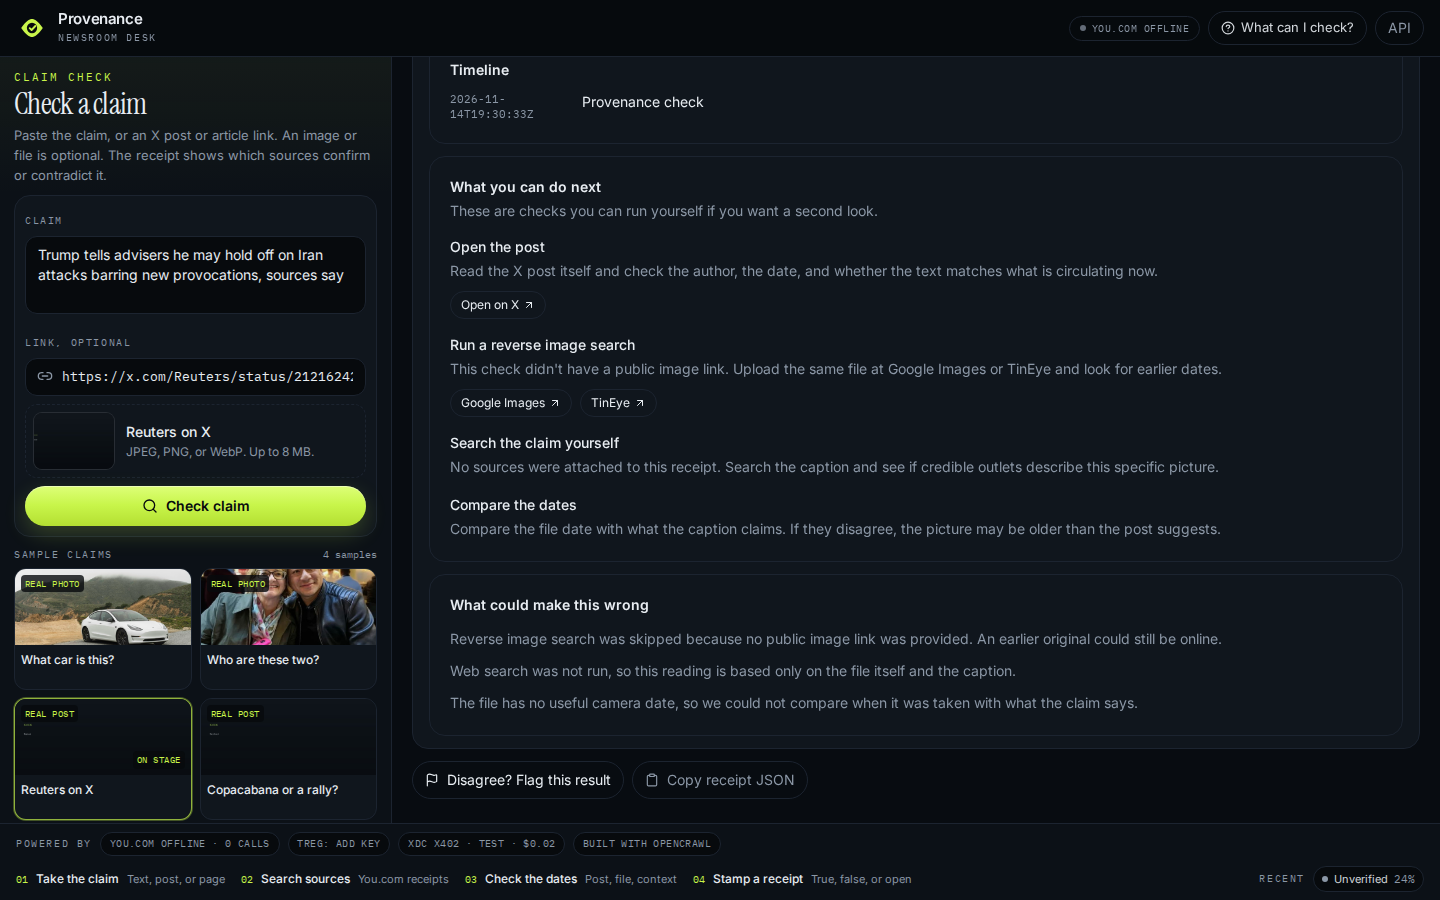 Provenance
NEWSROOM DESK
YOU.COM OFFLINE
What can I check?
API
CLAIM CHECK
Check a claim
Paste the claim, or an X post or article link. An image or
file is optional. The receipt shows which sources confirm
or contradict it.
CLAIM
Trump tells advisers he may hold off on Iran
attacks barring new provocations, sources say
LINK, OPTIONAL
https://x.com/Reuters/status/21216242
Reuters on X
JPEG, PNG, or WebP. Up to 8 MB.
Check claim
SAMPLE CLAIMS
4 samples
REAL PHOTO
What car is this?
REAL PHOTO
Who are these two?
REAL POST
ON STAGE
Reuters on X
REAL POST
Copacabana or a rally?
Timeline
2026-11-
14T19:30:33Z
Provenance check
What you can do next
These are checks you can run yourself if you want a second look.
Open the post
Read the X post itself and check the author, the date, and whether the text matches what is circulating now.
Open on X
Run a reverse image search
This check didn't have a public image link. Upload the same file at Google Images or TinEye and look for earlier dates.
Google Images
TinEye
Search the claim yourself
No sources were attached to this receipt. Search the caption and see if credible outlets describe this specific picture.
Compare the dates
Compare the file date with what the caption claims. If they disagree, the picture may be older than the post suggests.
What could make this wrong
Reverse image search was skipped because no public image link was provided. An earlier original could still be online.
Web search was not run, so this reading is based only on the file itself and the caption.
The file has no useful camera date, so we could not compare when it was taken with what the claim says.
Disagree? Flag this result
Copy receipt JSON
POWERED BY
YOU.COM OFFLINE · 0 CALLS
TREG: ADD KEY
XDC X402 · TEST · $0.02
BUILT WITH OPENCRAWL
01 Take the claim Text, post, or page
02 Search sources You.com receipts
03 Check the dates Post, file, context
04 Stamp a receipt True, false, or open
RECENT
Unverified 24%